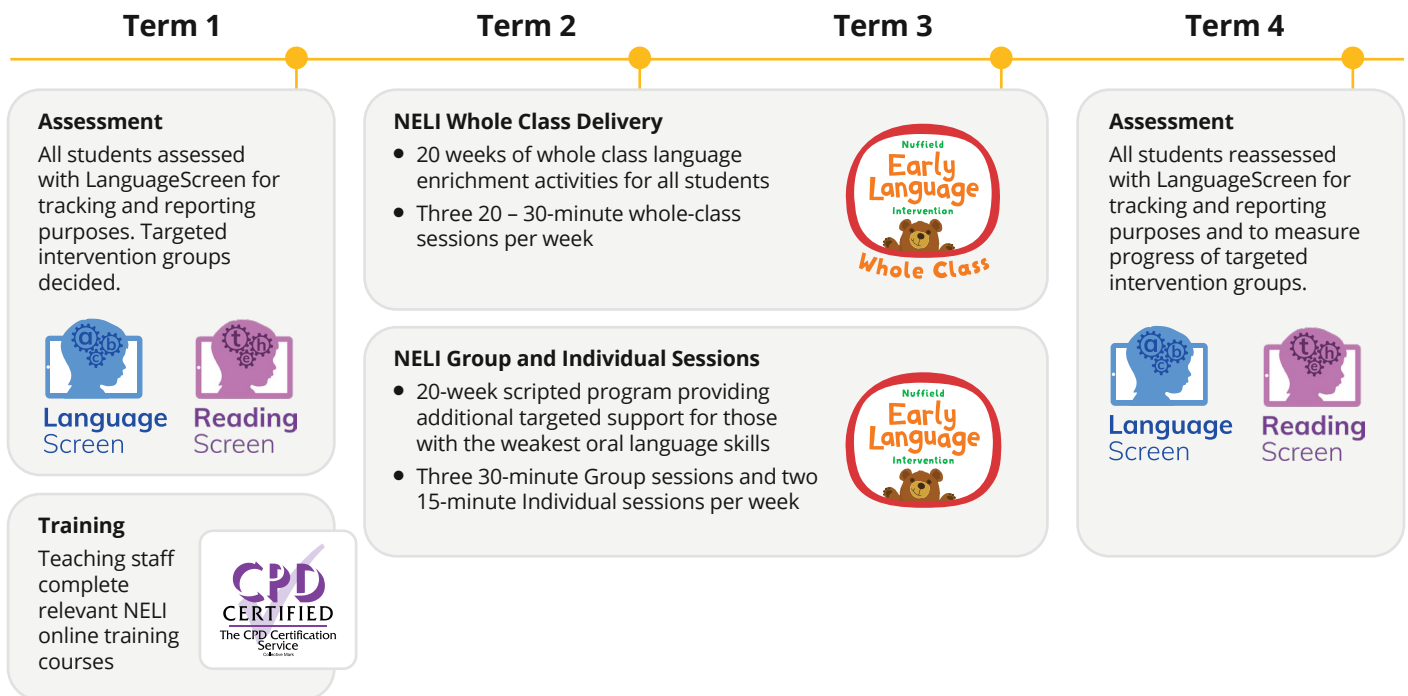 Term 1
Term 2
Term 3
Term 4
Assessment
All students assessed
with LanguageScreen for
tracking and reporting
purposes. Targeted
intervention groups
decided.
a b c
Language
Screen
t h e
Reading
Screen
Training
Teaching staff
complete
relevant NELI
online training
courses
CPD
CERTIFIED
The CPD Certification
Service
Collective Mark
NELI Whole Class Delivery
• 20 weeks of whole class language
enrichment activities for all students
• Three 20 – 30-minute whole-class
sessions per week
Nuffield
Early
Language
Intervention
Whole Class
NELI Group and Individual Sessions
• 20-week scripted program providing
additional targeted support for those
with the weakest oral language skills
• Three 30-minute Group sessions and two
15-minute Individual sessions per week
Nuffield
Early
Language
Intervention
Assessment
All students reassessed
with LanguageScreen for
tracking and reporting
purposes and to measure
progress of targeted
intervention groups.
a b c
Language
Screen
t h e
Reading
Screen